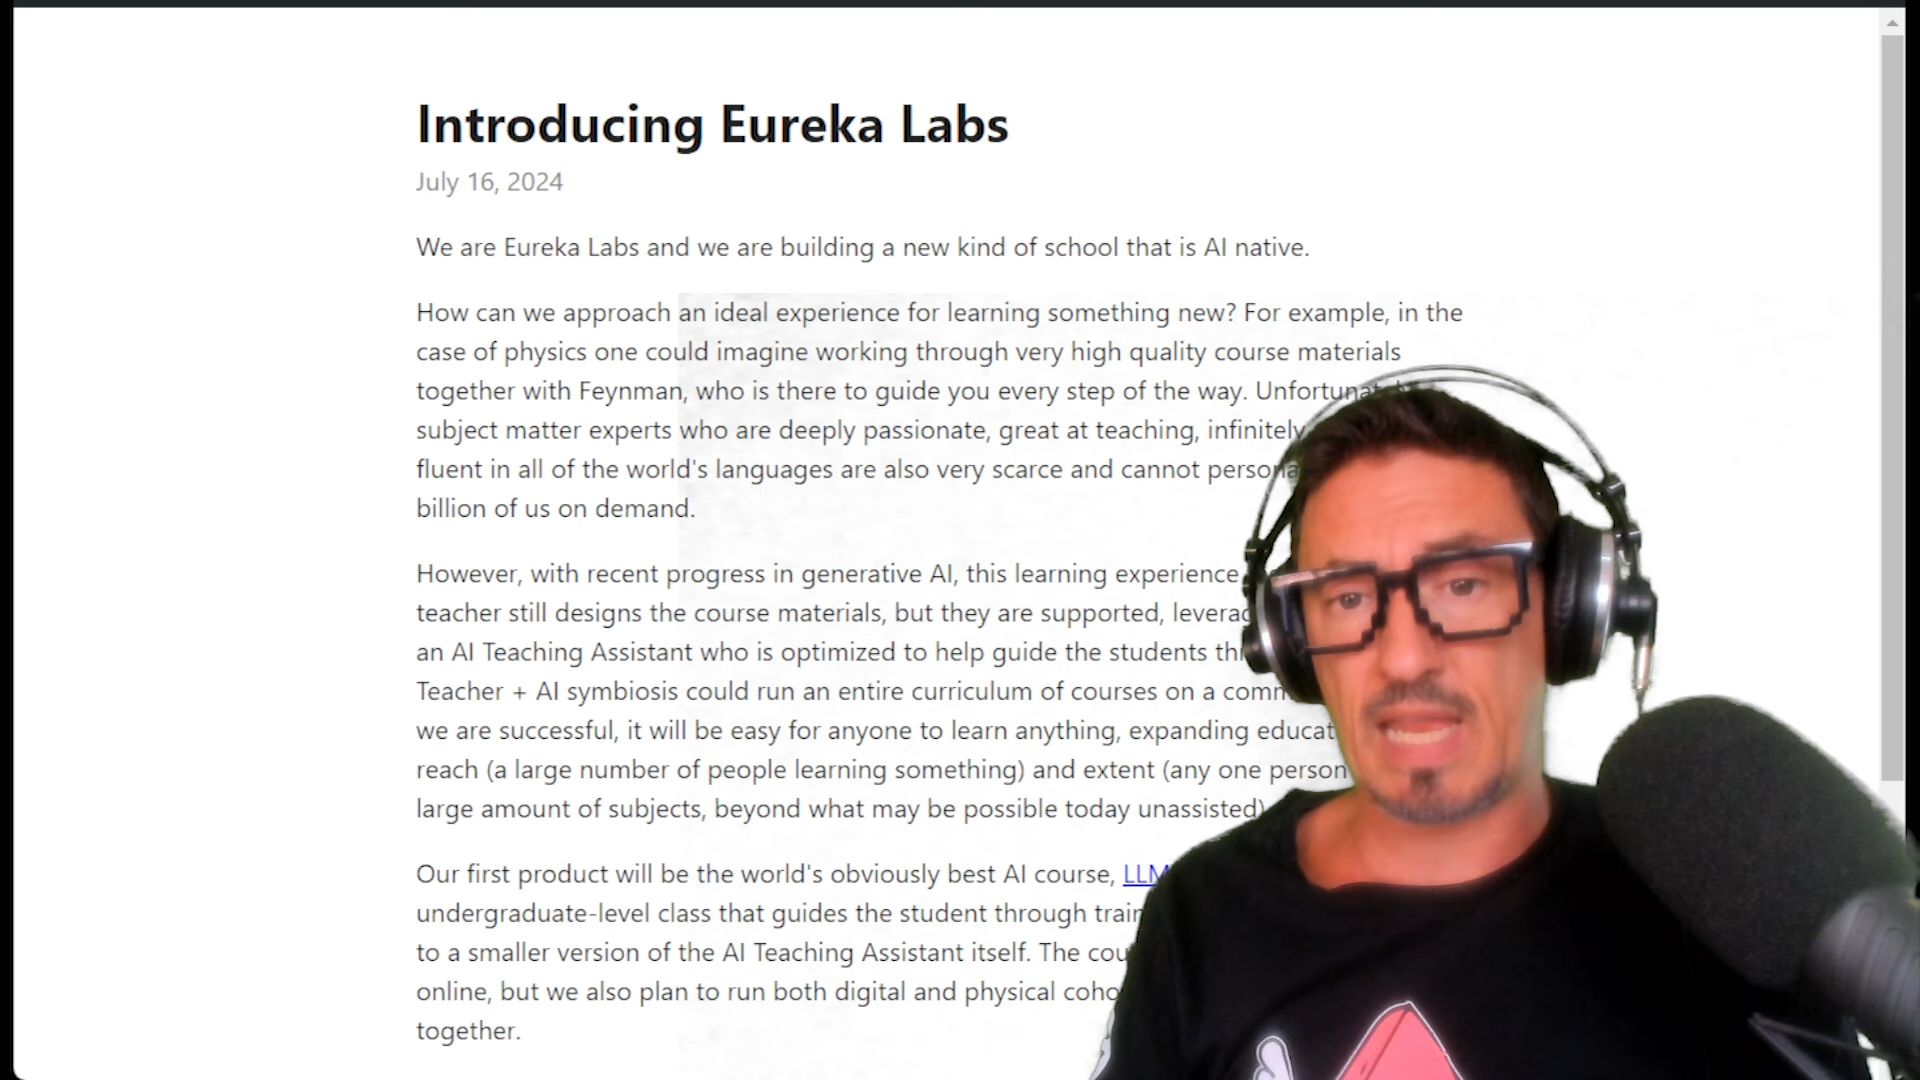 Introducing Eureka Labs
July 16, 2024
We are Eureka Labs and we are building a new kind of school that is AI native.
How can we approach an ideal experience for learning something new? For example, in the
case of physics one could imagine working through very high quality course materials
together with Feynman, who is there to guide you every step of the way.
subject matter experts who are deeply passionate, great at teaching, infinitely
fluent in all of the world's languages are also very scarce and cannot
billion of us on demand.
However, with recent progress in generative AI, this learning experience
teacher still designs the course materials, but they are supported,
an AI Teaching Assistant who is optimized to help guide the students
Teacher + AI symbiosis could run an entire curriculum of courses on a
we are successful, it will be easy for anyone to learn anything, expanding
reach (a large number of people learning something) and extent (any one person
large amount of subjects, beyond what may be possible today unassisted)
Our first product will be the world's obviously best AI course,
undergraduate-level class that guides the student through
to a smaller version of the AI Teaching Assistant itself. The
online, but we also plan to run both digital and physical
together.